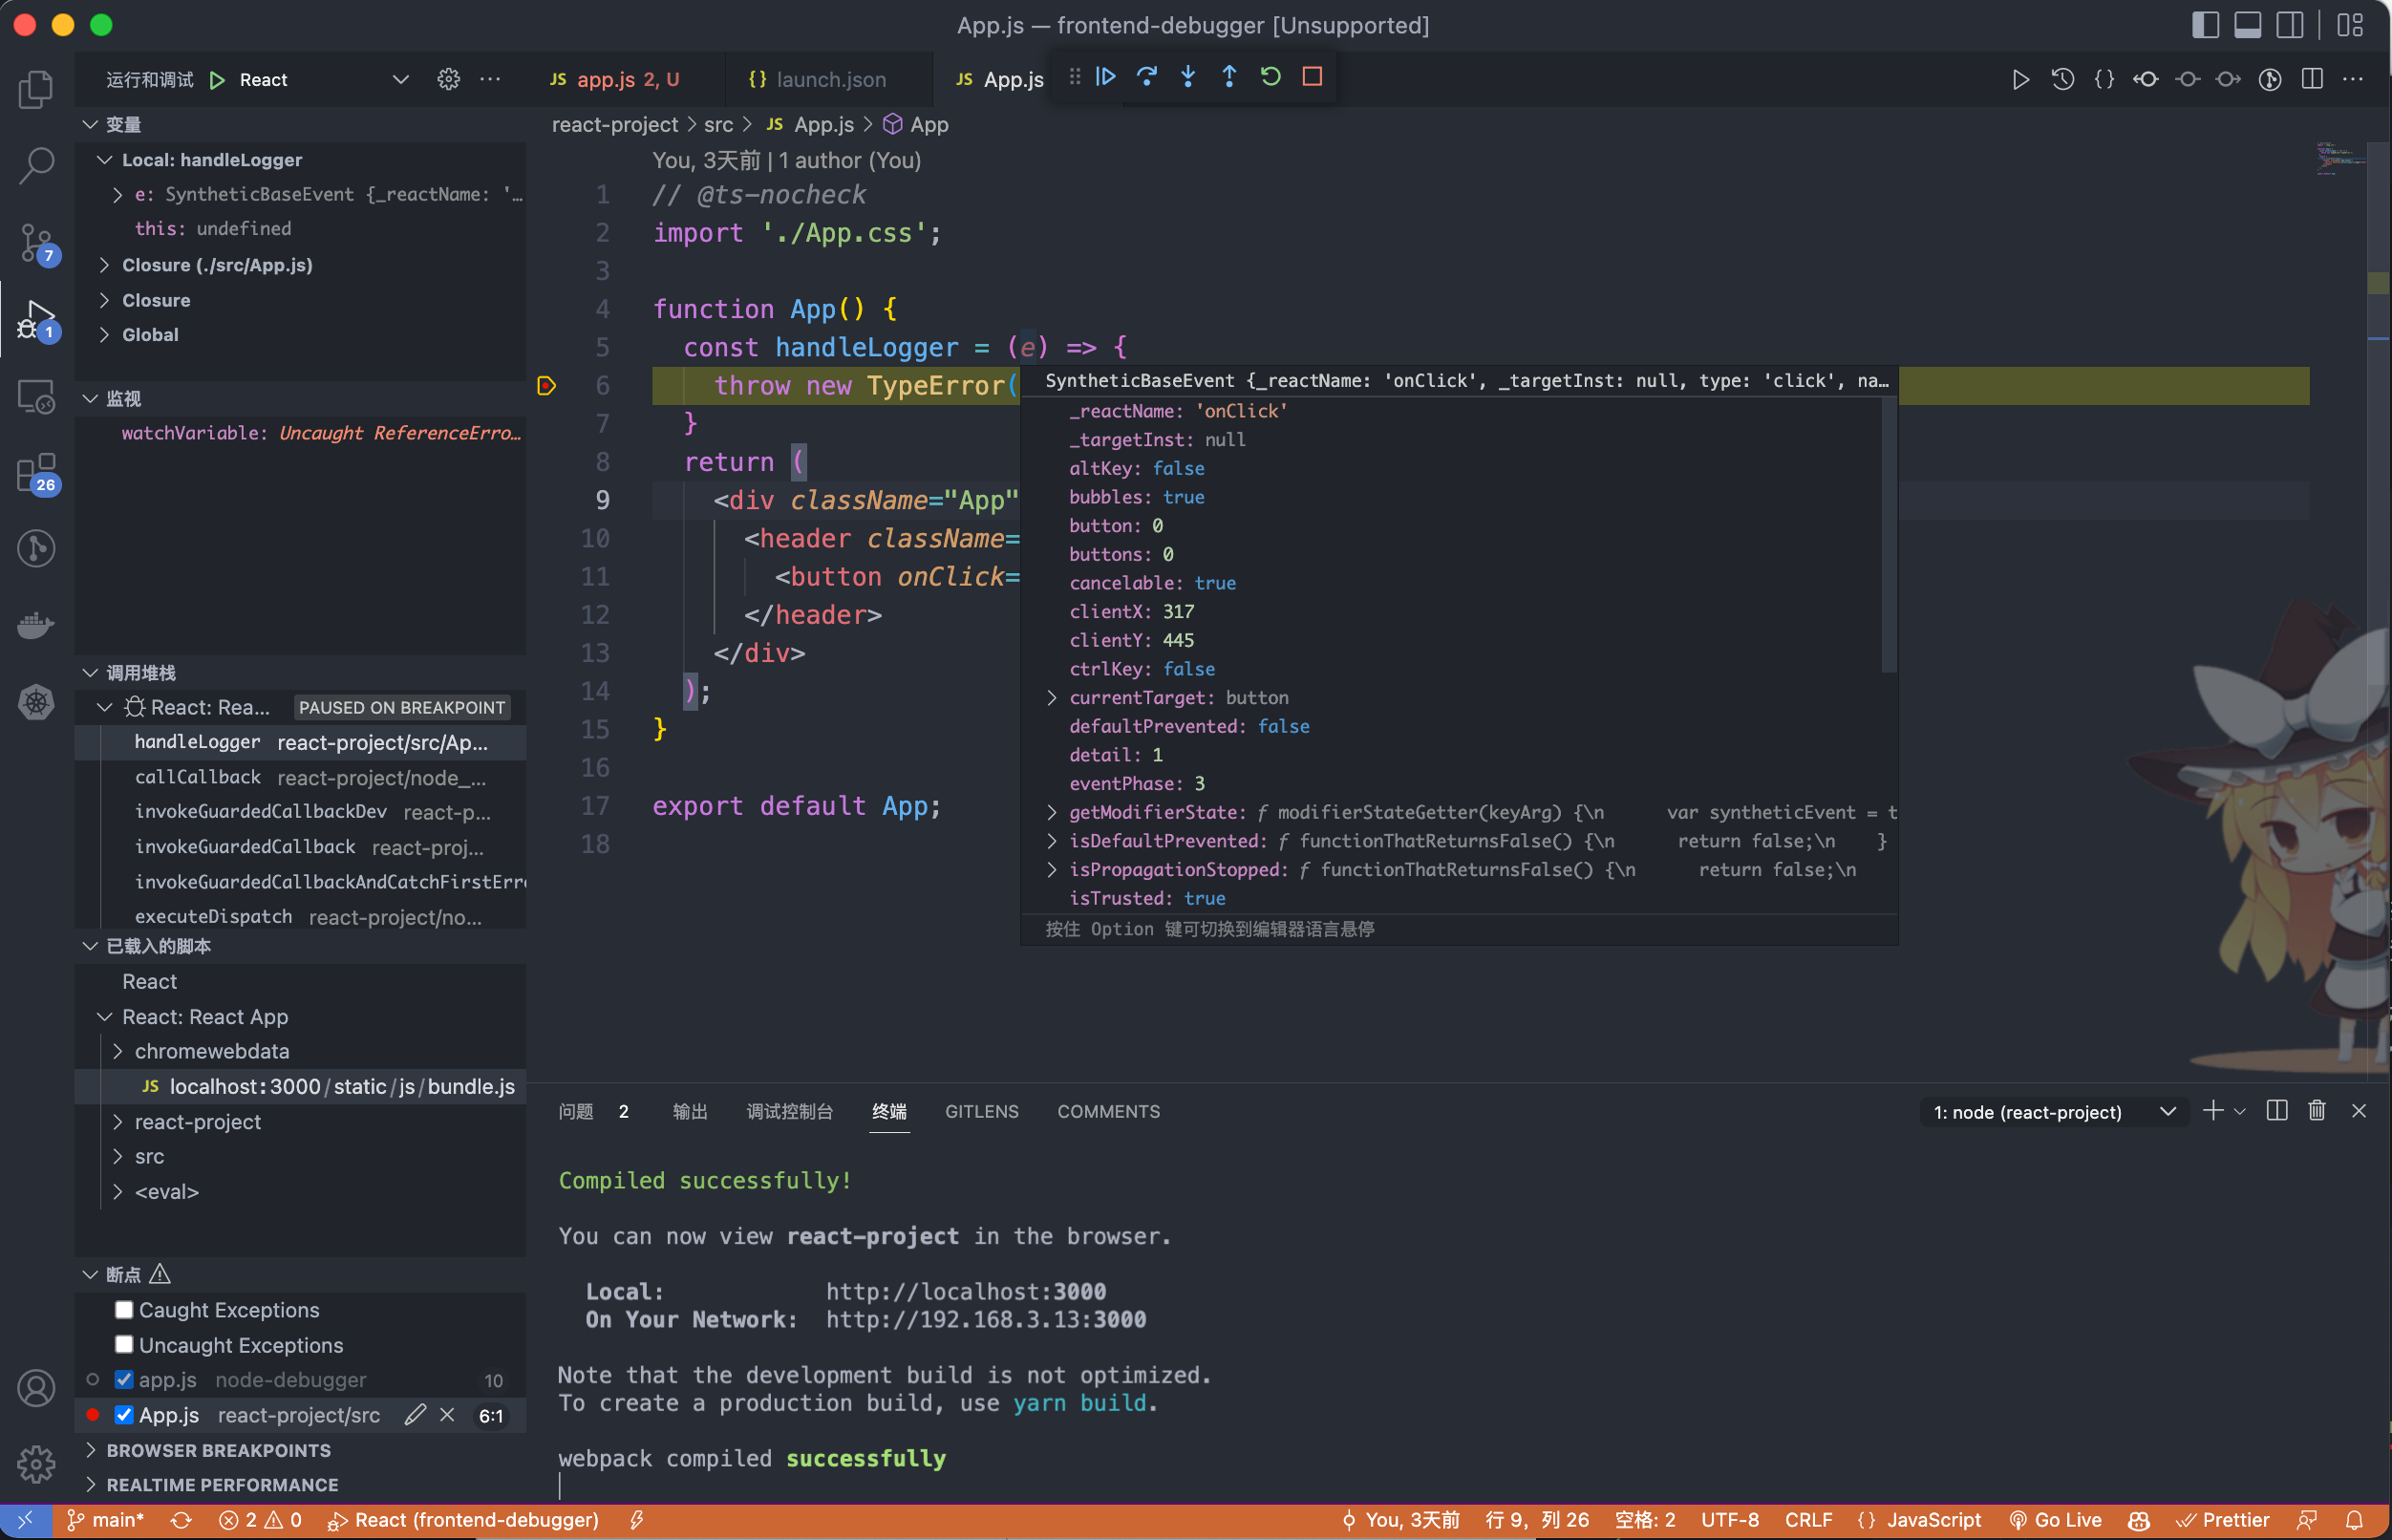 App.js — frontend-debugger [Unsupported]
运行和调试 React
JS app.js 2, U {} launch.json JS App.js
变量
Local: handleLogger
e: SyntheticBaseEvent {_reactName: '…
this: undefined
Closure (./src/App.js)
Closure
Global
监视
watchVariable: Uncaught ReferenceErro…
调用堆栈
React: Rea… PAUSED ON BREAKPOINT
handleLogger react-project/src/Ap...
callCallback react-project/node_...
invokeGuardedCallbackDev react-p...
invokeGuardedCallback react-proj...
invokeGuardedCallbackAndCatchFirstErro
executeDispatch react-project/no...
已载入的脚本
React
React: React App
chromewebdata
JS localhost:3000/static/js/bundle.js
react-project
src
<eval>
断点
Caught Exceptions
Uncaught Exceptions
app.js node-debugger 10
App.js react-project/src 6:1
BROWSER BREAKPOINTS
REALTIME PERFORMANCE
7
1
26
react-project > src > JS App.js > App
You, 3天前 | 1 author (You)
1 // @ts-nocheck
2 import './App.css';
3
4 function App() {
5 const handleLogger = (e) => {
6 throw new TypeError(
7 }
8 return (
9 <div className="App"
10 <header className=
11 <button onClick=
12 </header>
13 </div>
14 );
15 }
16
17 export default App;
18
SyntheticBaseEvent {_reactName: 'onClick', _targetInst: null, type: 'click', na…
_reactName: 'onClick'
_targetInst: null
altKey: false
bubbles: true
button: 0
buttons: 0
cancelable: true
clientX: 317
clientY: 445
ctrlKey: false
currentTarget: button
defaultPrevented: false
detail: 1
eventPhase: 3
getModifierState: ƒ modifierStateGetter(keyArg) {\n var syntheticEvent = t
isDefaultPrevented: ƒ functionThatReturnsFalse() {\n return false;\n }
isPropagationStopped: ƒ functionThatReturnsFalse() {\n return false;\n
isTrusted: true
按住 Option 键可切换到编辑器语言悬停
问题 2 输出 调试控制台 终端 GITLENS COMMENTS
1: node (react-project)
Compiled successfully!
You can now view react-project in the browser.
Local: http://localhost:3000
On Your Network: http://192.168.3.13:3000
Note that the development build is not optimized.
To create a production build, use yarn build.
webpack compiled successfully
main* 2 0 React (frontend-debugger) You, 3天前 行 9，列 26 空格: 2 UTF-8 CRLF {} JavaScript Go Live Prettier